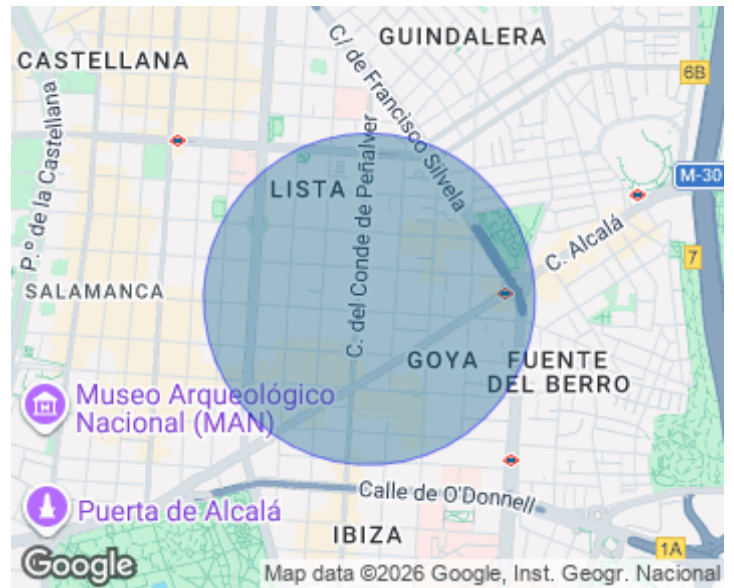 GUINDALERA
CASTELLANA
C/ de Francisco Silvela
6B
P.º de la Castellana
C. del Conde de Peñalver
LISTA
M-30
C. Alcalá
7
SALAMANCA
GOYA
FUENTE
DEL BERRO
Museo Arqueológico
Nacional (MAN)
Calle de O'Donnell
Puerta de Alcalá
IBIZA
1A
Google
Map data ©2026 Google, Inst. Geogr. Nacional